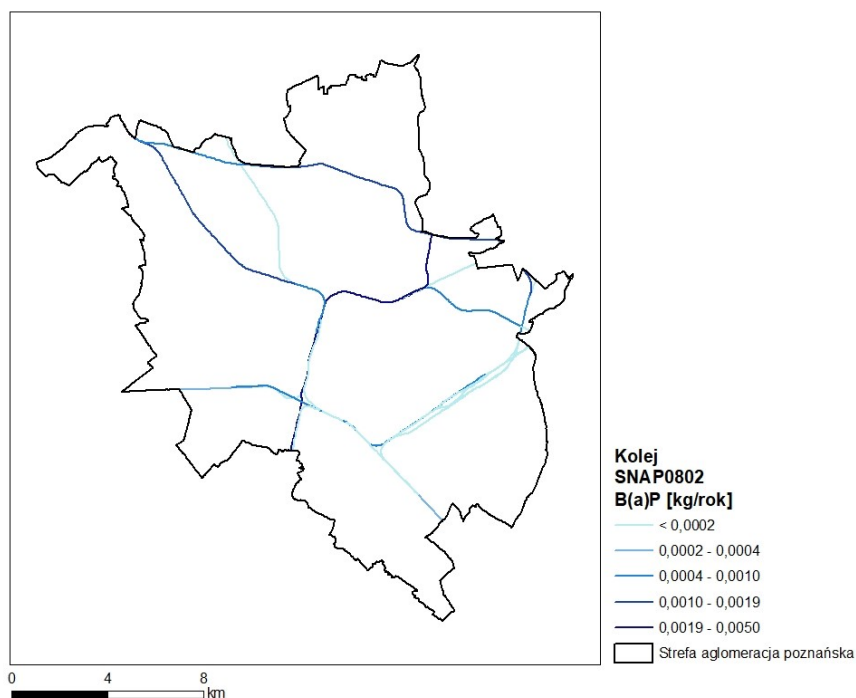 Kolej
SNAP0802
B(a)P [kg/rok]
< 0,0002
0,0002 - 0,0004
0,0004 - 0,0010
0,0010 - 0,0019
0,0019 - 0,0050
Strefa aglomeracja poznańska
0 4 8
km